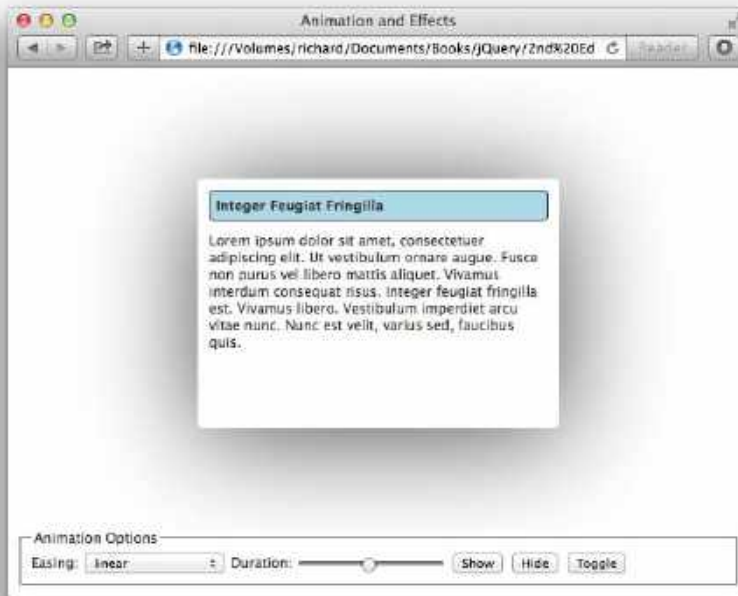 Animation and Effects
file:///Volumes/richard/Documents/Books/jQuery/2nd%20Ed
Reader
Integer Feugiat Fringilla
Lorem ipsum dolor sit amet, consectetuer
adipiscing elit. Ut vestibulum ornare augue. Fusce
non purus vel libero mattis aliquet. Vivamus
interdum consequat risus. Integer feugiat fringilla
est. Vivamus libero. Vestibulum imperdiet arcu
vitae nunc. Nunc est velit, varius sed, faucibus
quis.
Animation Options
Easing: linear Duration: Show Hide Toggle